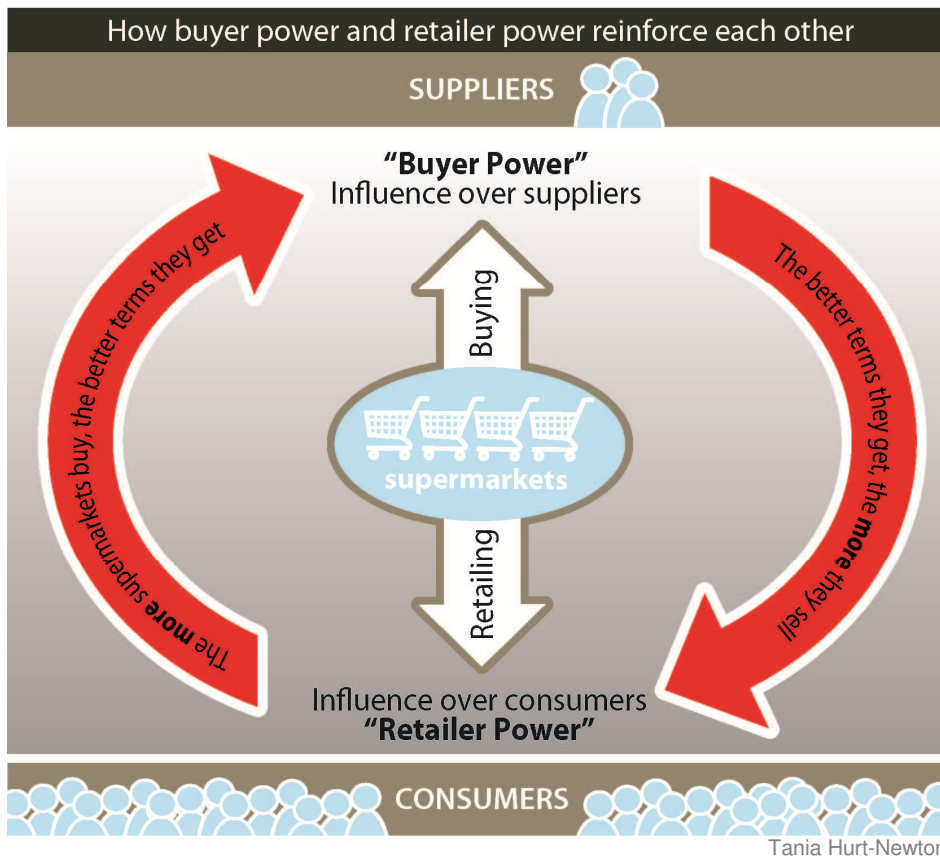 How buyer power and retailer power reinforce each other
SUPPLIERS
“Buyer Power”
Influence over suppliers
The more supermarkets buy, the better terms they get
Buying
The better terms they get, the more they sell
supermarkets
Retailing
Influence over consumers
“Retailer Power”
CONSUMERS
Tania Hurt-Newton